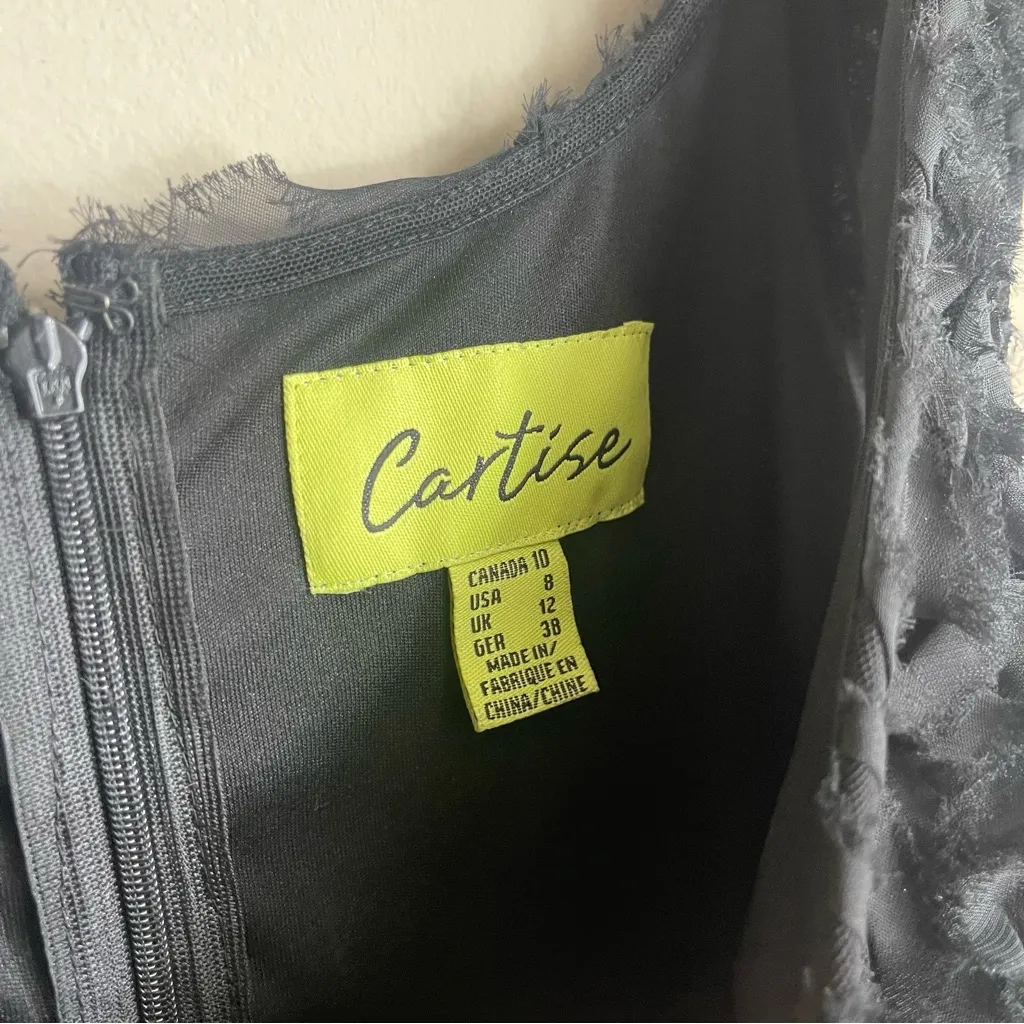 Cartise
CANADA 10
USA 8
UK 12
GER 38
MADE IN/
FABRIQUE EN
CHINA/CHINE